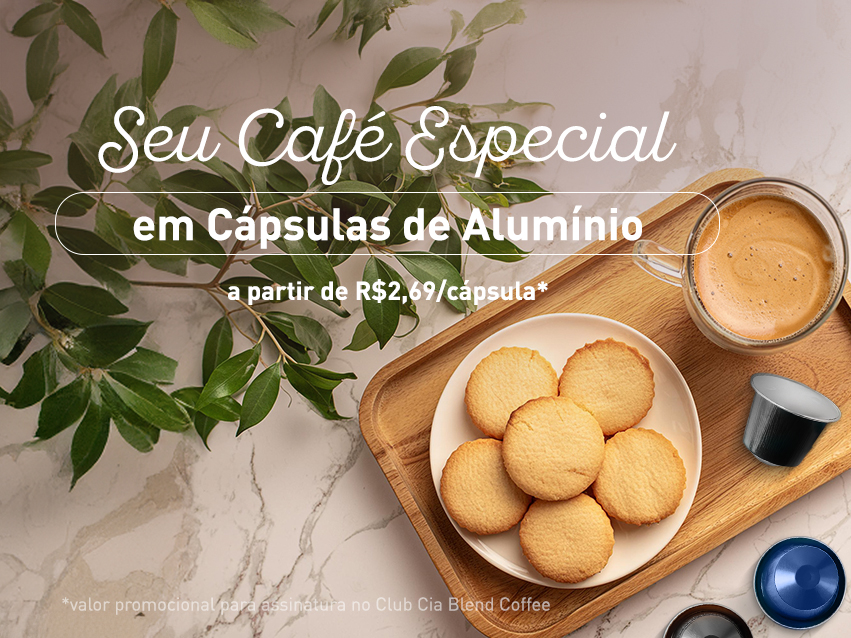 Seu Café Especial
em Cápsulas de Alumínio
a partir de R$2,69/cápsula*
*valor promocional para assinatura no Club Cia Blend Coffee